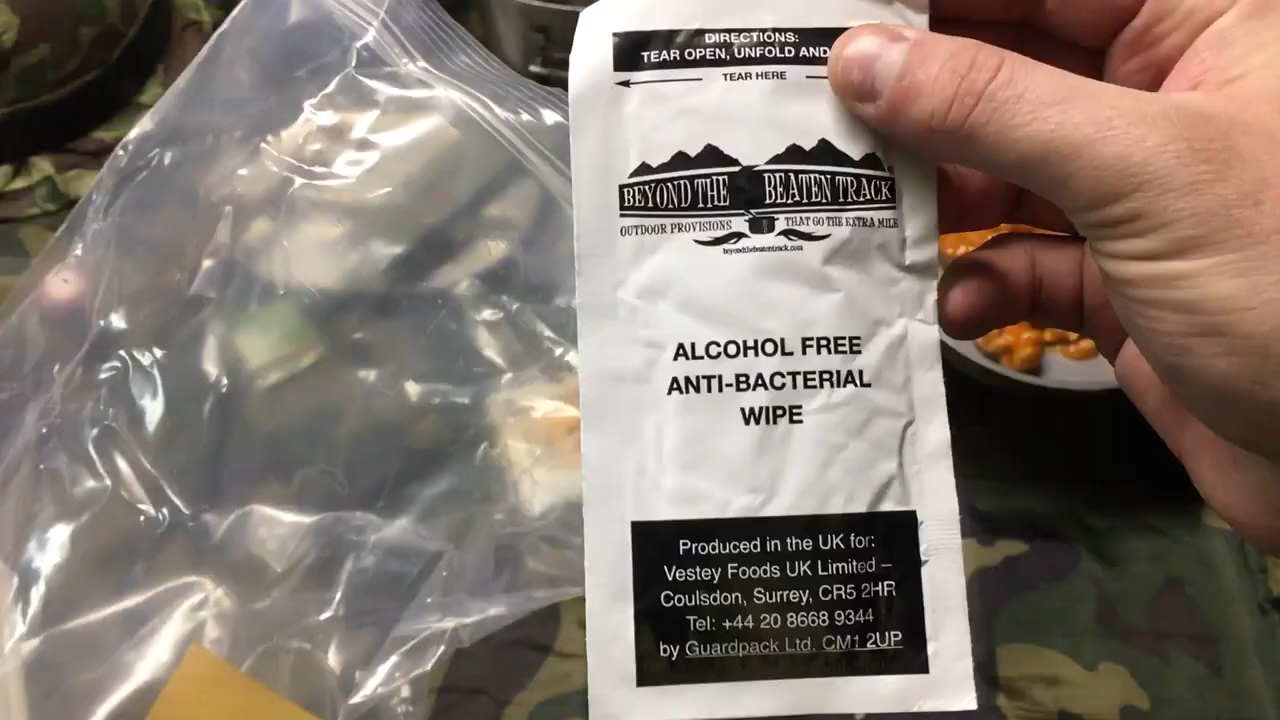 DIRECTIONS:
TEAR OPEN, UNFOLD AND
TEAR HERE
BEYOND THE BEATEN TRACK
OUTDOOR PROVISIONS THAT GO THE EXTRA MILE
beyondthebeatentrack.com
ALCOHOL FREE
ANTI-BACTERIAL
WIPE
Produced in the UK for:
Vestey Foods UK Limited –
Coulsdon, Surrey, CR5 2HR
Tel: +44 20 8668 9344
by Guardpack Ltd, CM1 2UP